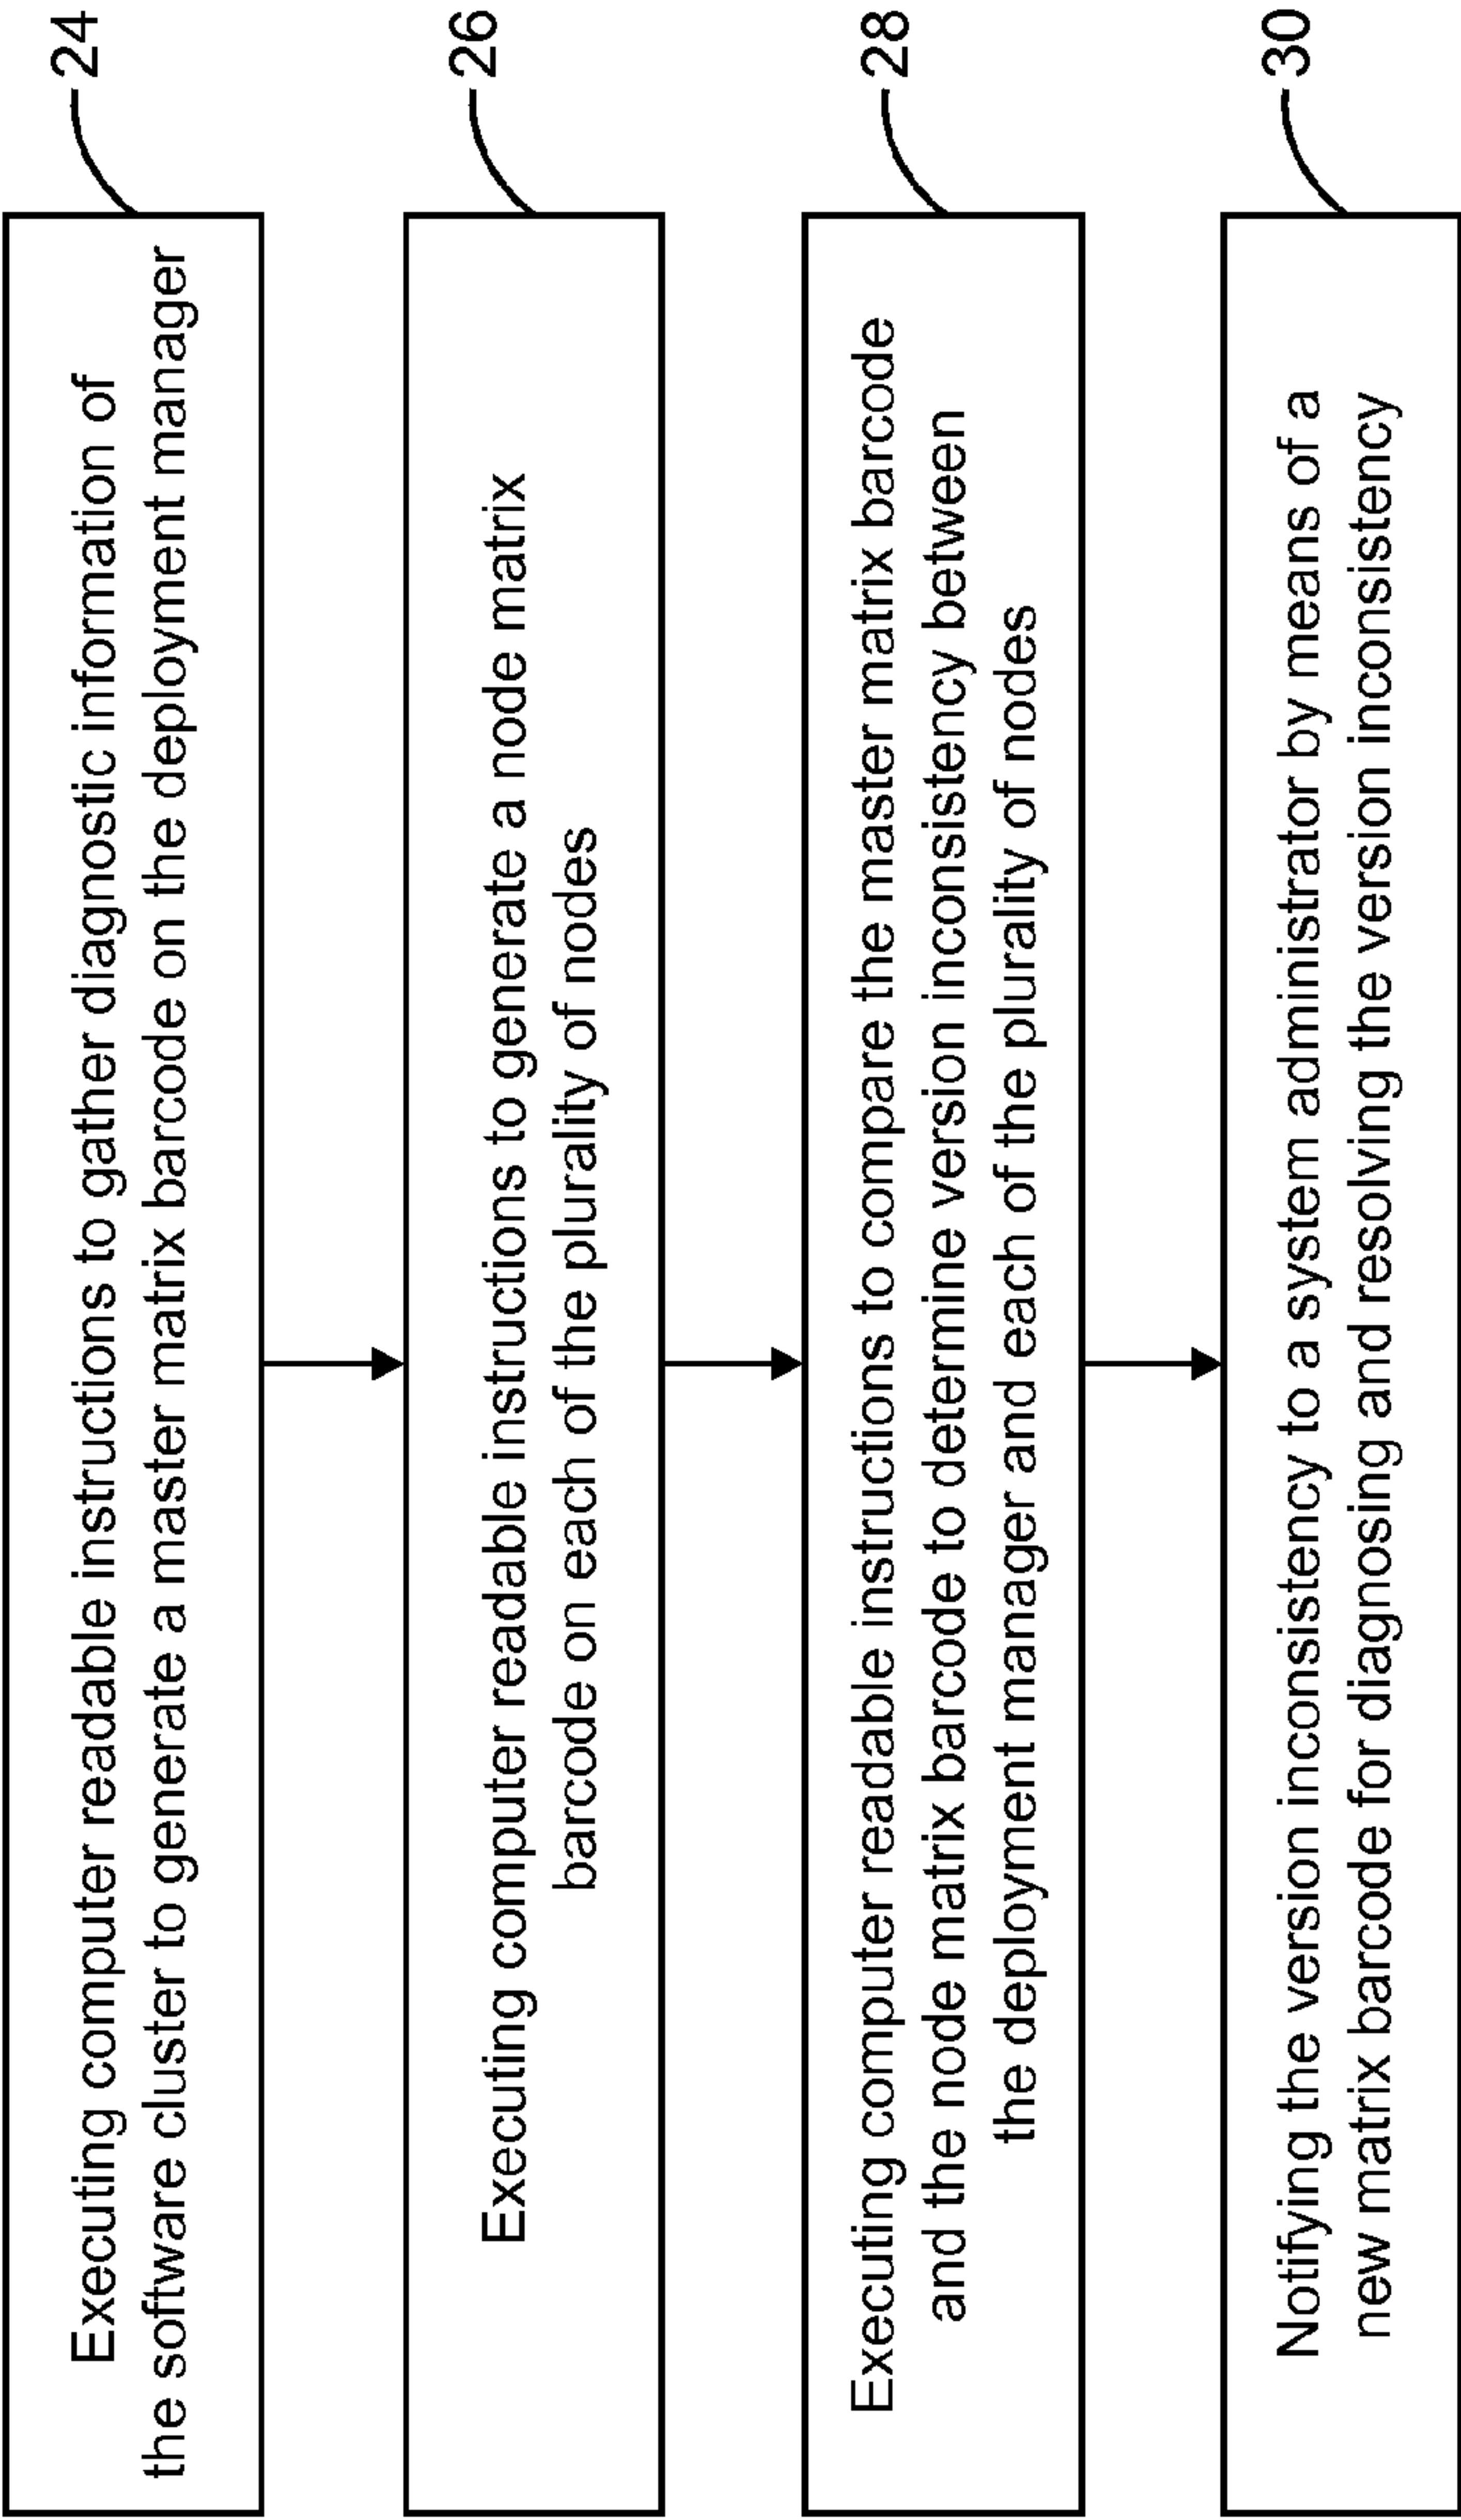 Executing computer readable instructions to gather diagnostic information of
the software cluster to generate a master matrix barcode on the deployment manager
24
Executing computer readable instructions to generate a node matrix
barcode on each of the plurality of nodes
26
Executing computer readable instructions to compare the master matrix barcode
and the node matrix barcode to determine version inconsistency between
the deployment manager and each of the plurality of nodes
28
Notifying the version inconsistency to a system administrator by means of a
new matrix barcode for diagnosing and resolving the version inconsistency
30